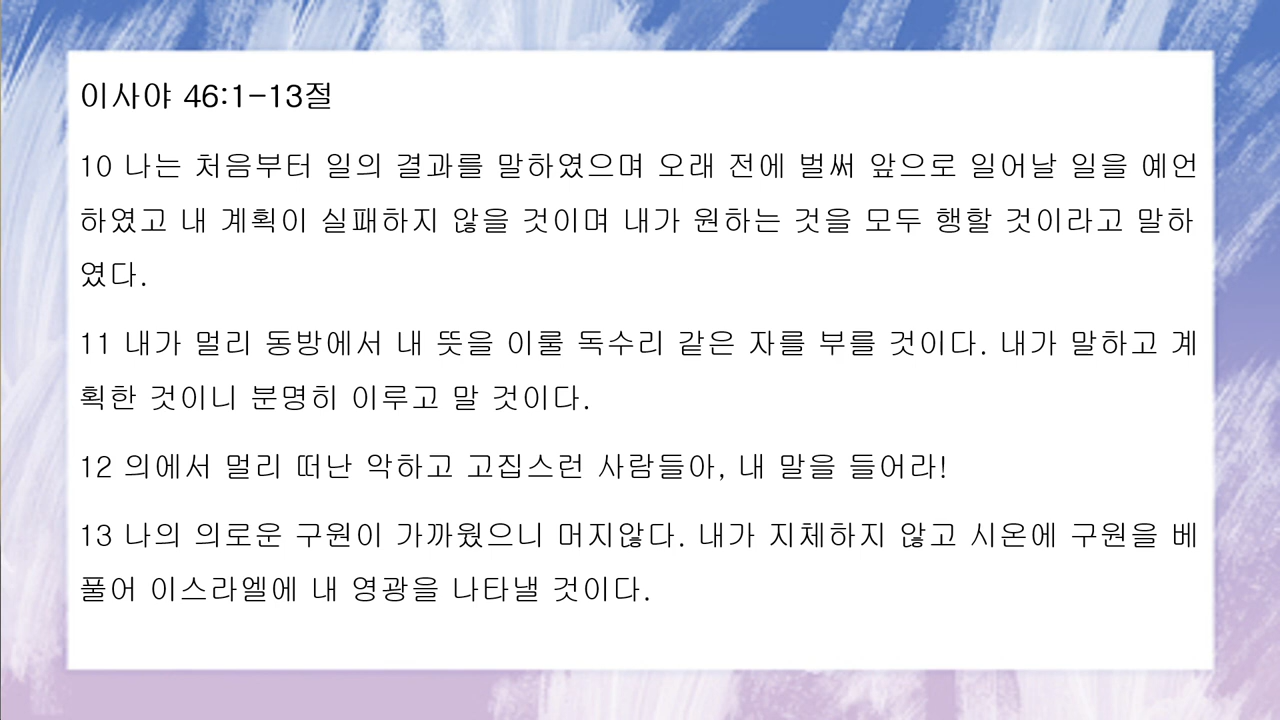 이사야 46:1-13절
10 나는 처음부터 일의 결과를 말하였으며 오래 전에 벌써 앞으로 일어날 일을 예언
하였고 내 계획이 실패하지 않을 것이며 내가 원하는 것을 모두 행할 것이라고 말하
였다.
11 내가 멀리 동방에서 내 뜻을 이룰 독수리 같은 자를 부를 것이다. 내가 말하고 계
획한 것이니 분명히 이루고 말 것이다.
12 의에서 멀리 떠난 악하고 고집스런 사람들아, 내 말을 들어라!
13 나의 의로운 구원이 가까웠으니 머지않다. 내가 지체하지 않고 시온에 구원을 베
풀어 이스라엘에 내 영광을 나타낼 것이다.